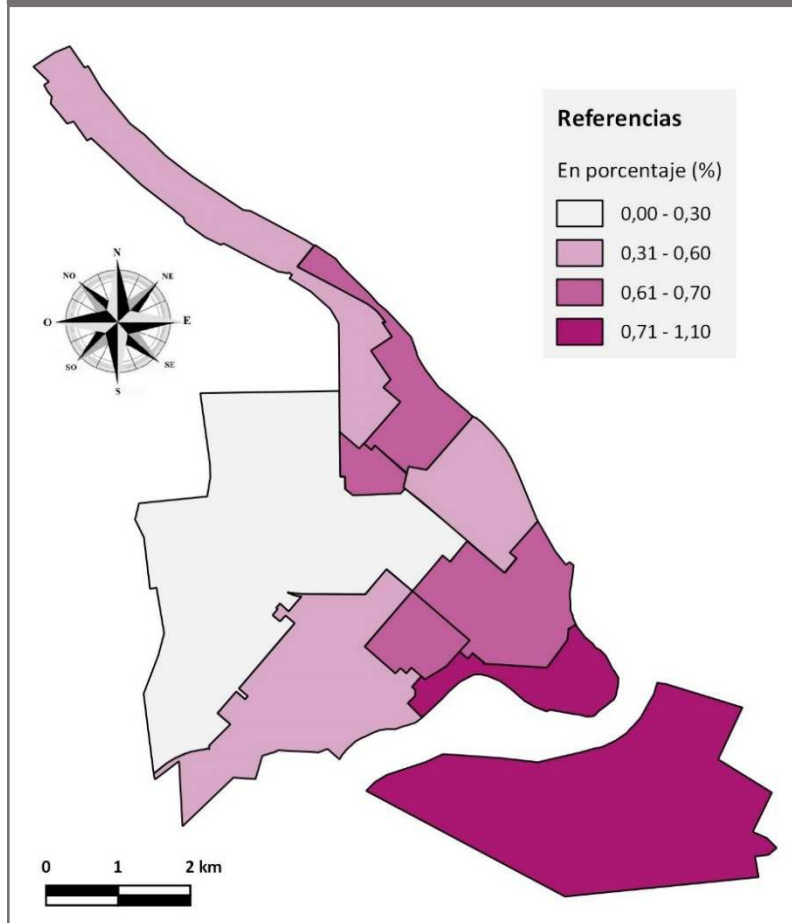 Referencias
En porcentaje (%)
0,00 - 0,30
0,31 - 0,60
0,61 - 0,70
0,71 - 1,10
N
NO NE
O E
SO SE
S
0 1 2 km